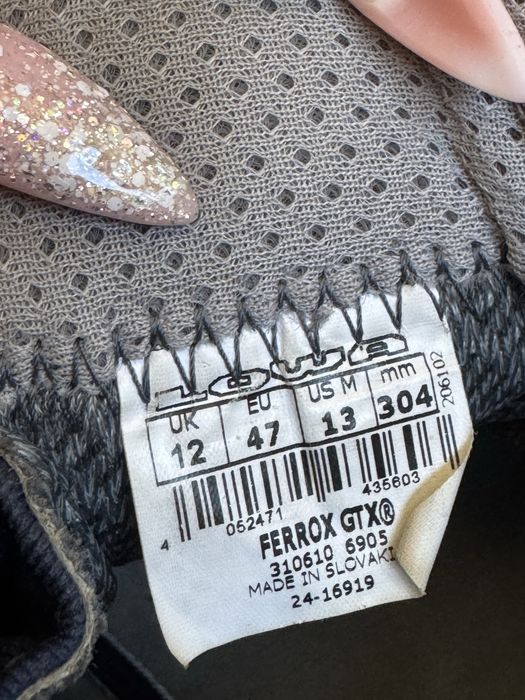 LOWA
UK EU US M mm
12 47 13 304
206102
4 052471 435603
FERROX GTX®
310610 6905
MADE IN SLOVAKI
24-16919